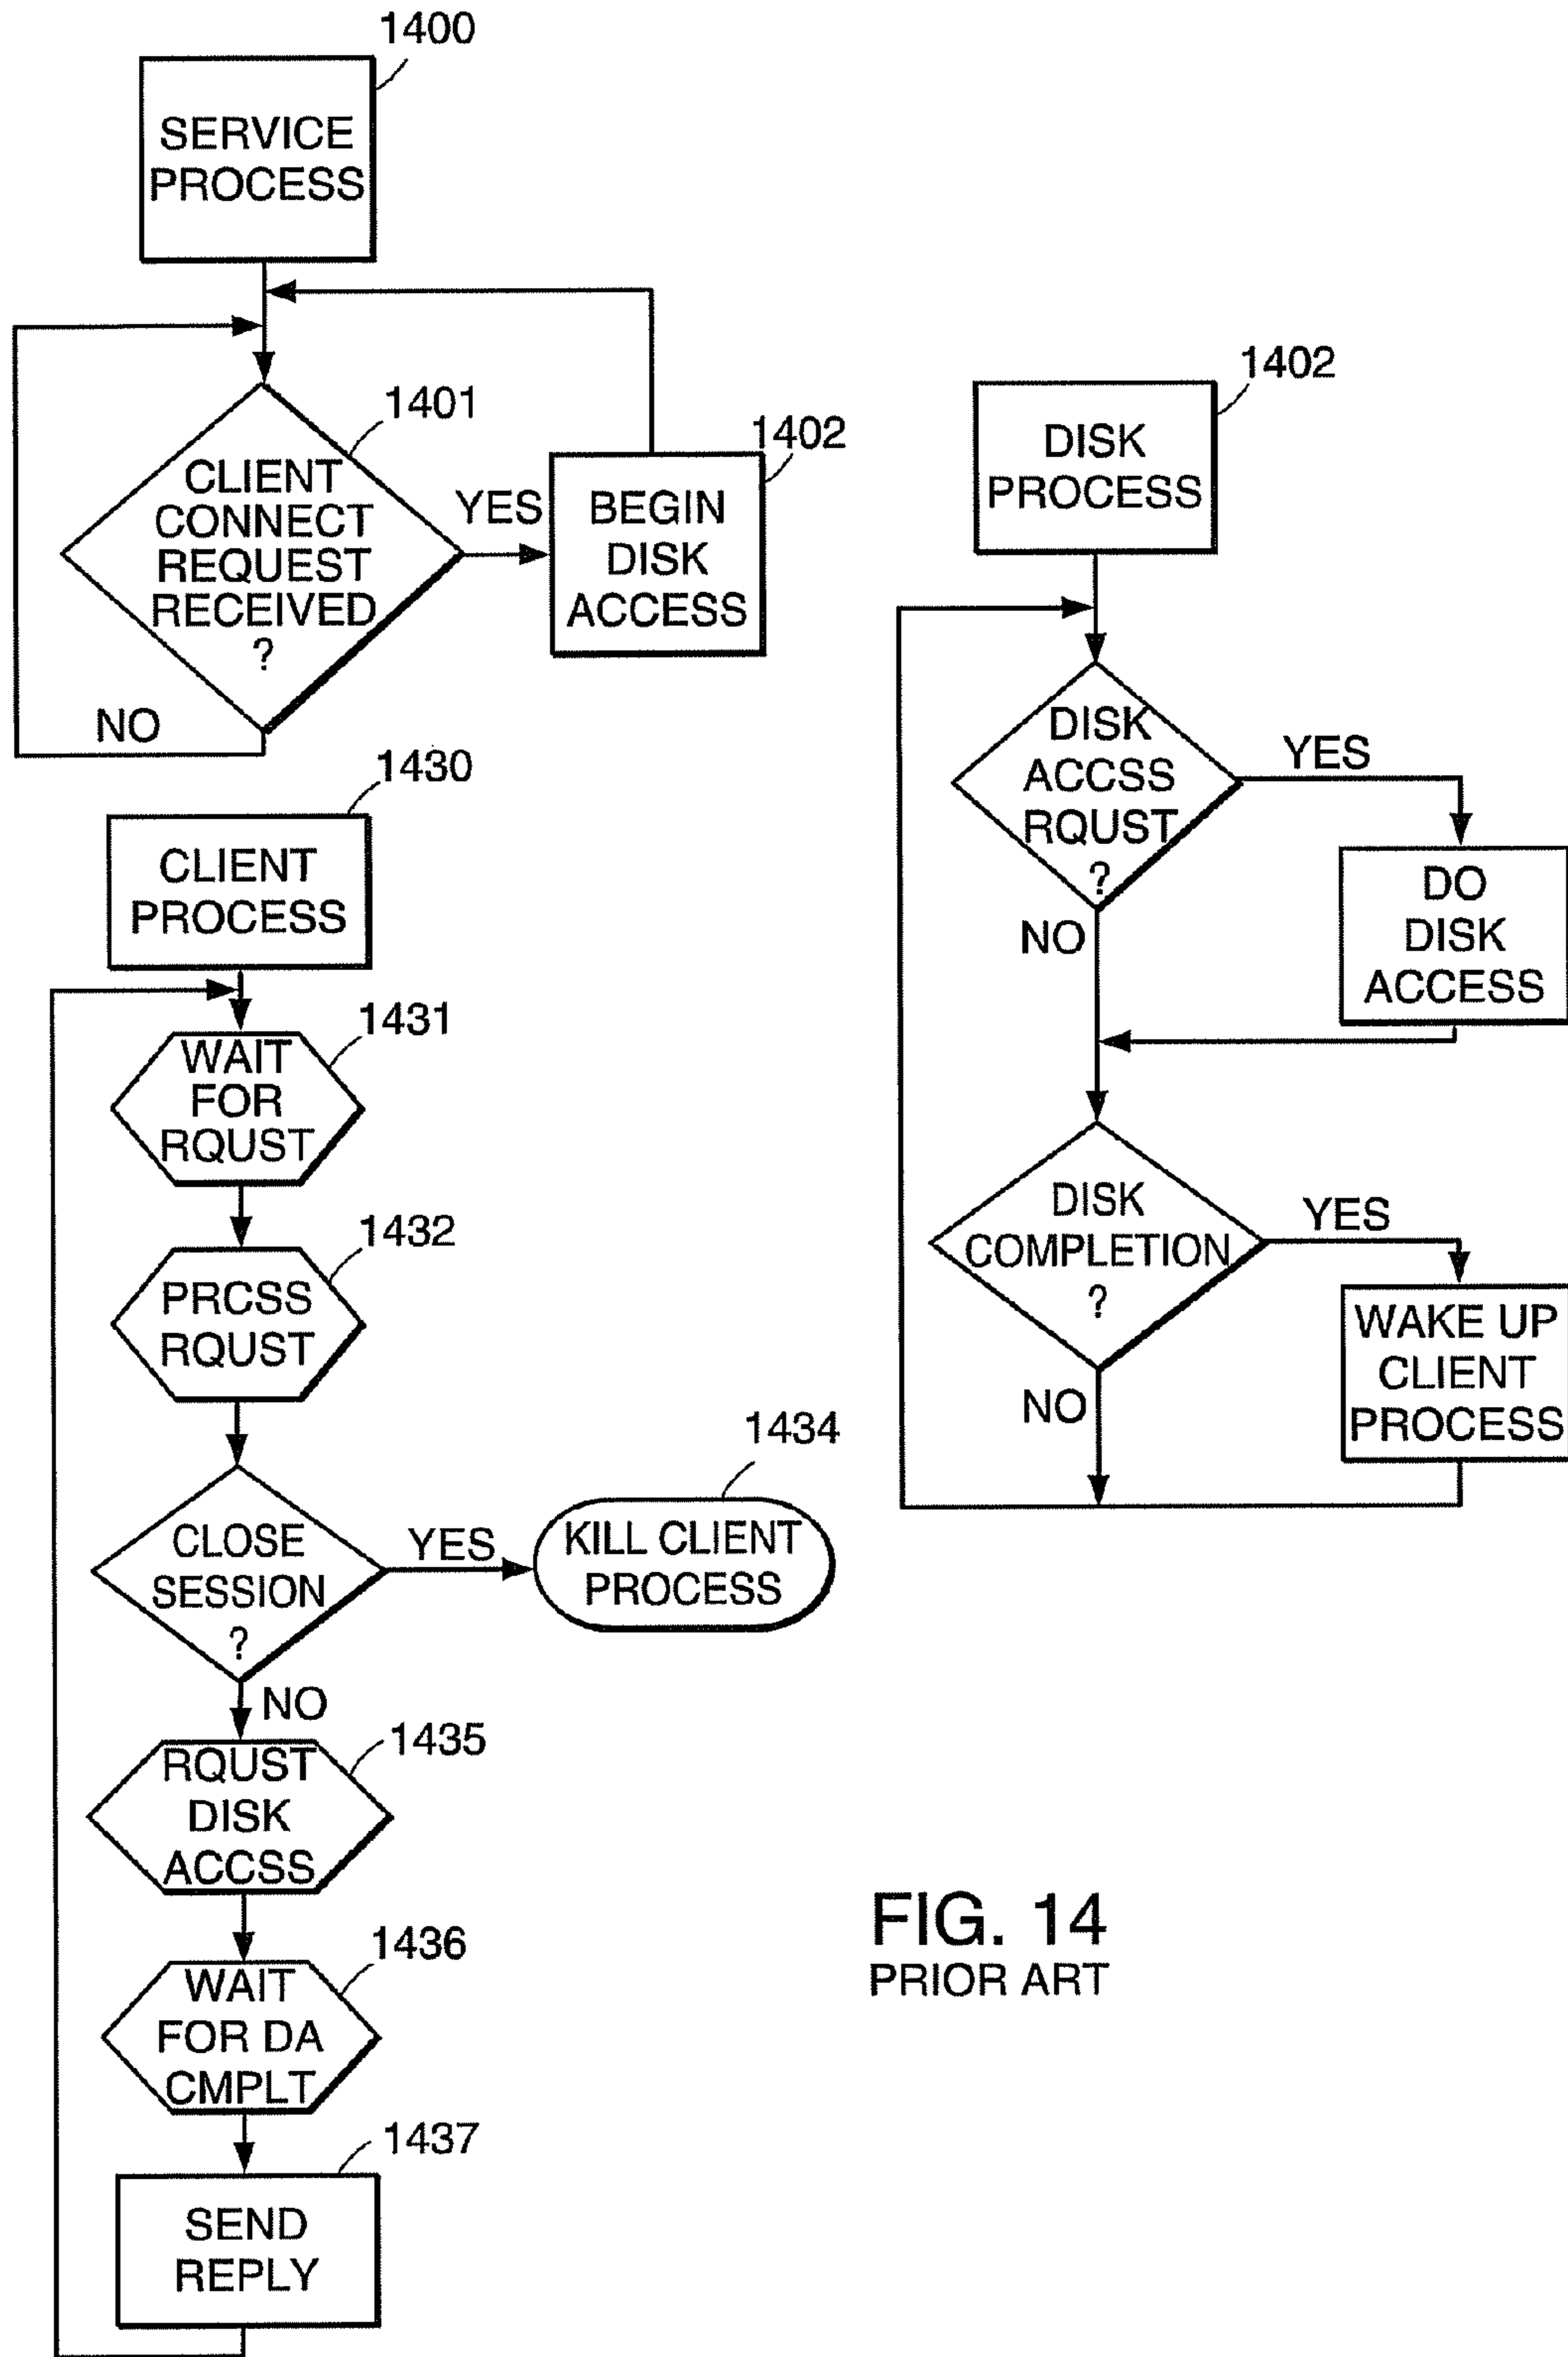 1400
SERVICE
PROCESS
1401
CLIENT
CONNECT
REQUEST
RECEIVED
?
YES
NO
1402
BEGIN
DISK
ACCESS
1430
CLIENT
PROCESS
1431
WAIT
FOR
RQUST
1432
PRCSS
RQUST
CLOSE
SESSION
?
YES
1434
KILL CLIENT
PROCESS
NO
1435
RQUST
DISK
ACCSS
1436
WAIT
FOR DA
CMPLT
1437
SEND
REPLY
1402
DISK
PROCESS
DISK
ACCSS
RQUST
?
YES
DO
DISK
ACCESS
NO
DISK
COMPLETION
?
YES
WAKE UP
CLIENT
PROCESS
NO
FIG. 14
PRIOR ART